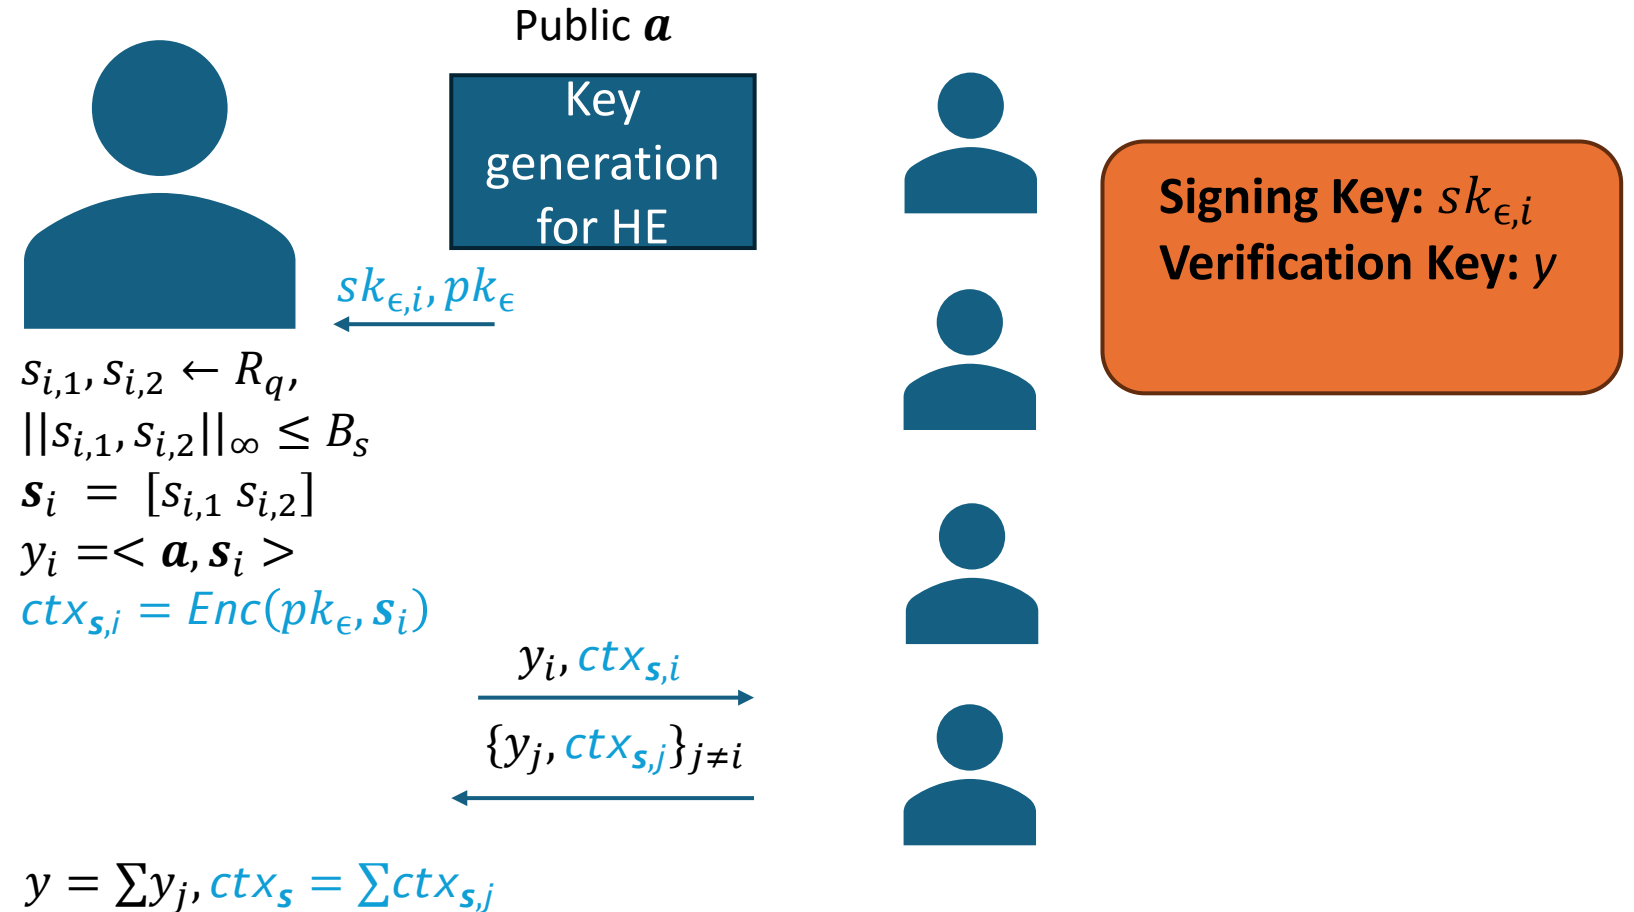 Public 𝒂
Key
generation
for HE
Signing Key: sk_{ϵ,i}
Verification Key: y
sk_{ϵ,i}, pk_ϵ
s_{i,1}, s_{i,2} ← R_q,
||s_{i,1}, s_{i,2}||_∞ ≤ B_s
𝒔_i = [s_{i,1} s_{i,2}]
y_i =< 𝒂, 𝒔_i >
ctx_{𝒔,i} = Enc(pk_ϵ, 𝒔_i)
y_i, ctx_{𝒔,i}
{y_j, ctx_{𝒔,j}}_{j≠i}
y = ∑y_j, ctx_𝒔 = ∑ctx_{𝒔,j}